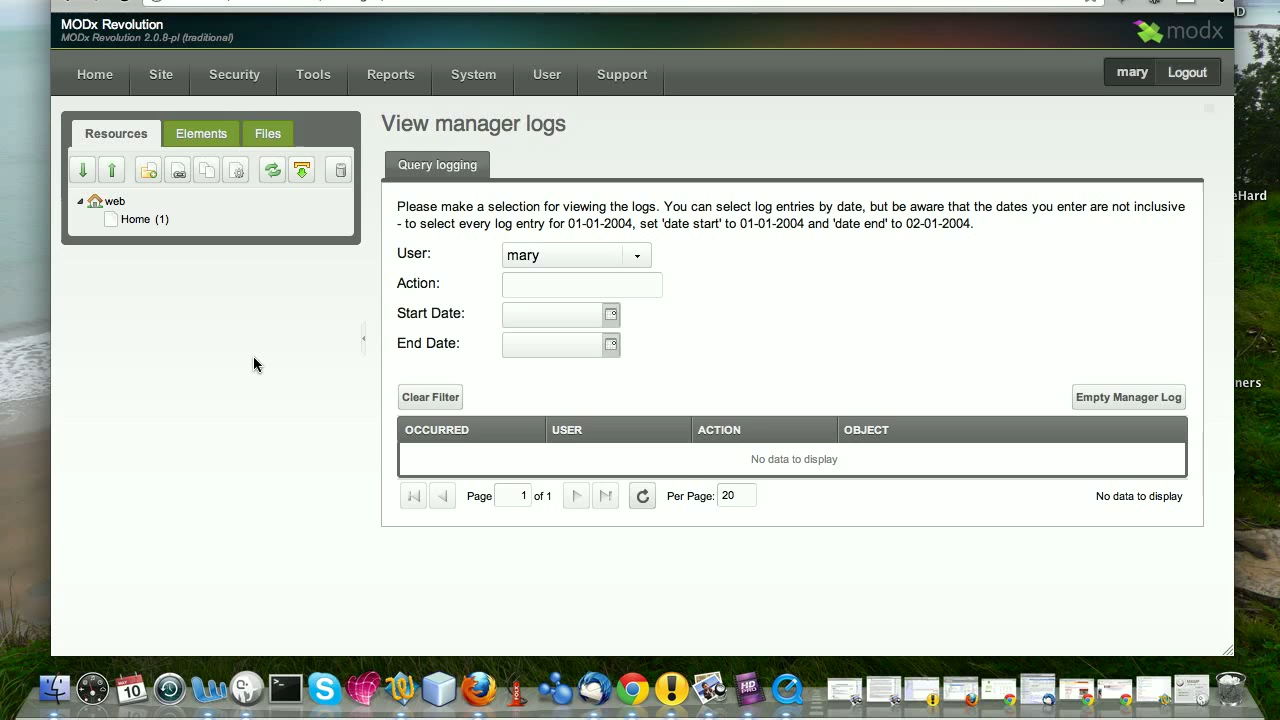 MODx Revolution
MODx Revolution 2.0.8-pl (traditional)
modx
Home Site Security Tools Reports System User Support
mary Logout
Resources Elements Files
web
Home (1)
View manager logs
Query logging
Please make a selection for viewing the logs. You can select log entries by date, but be aware that the dates you enter are not inclusive
- to select every log entry for 01-01-2004, set 'date start' to 01-01-2004 and 'date end' to 02-01-2004.
User: mary
Action:
Start Date:
End Date:
Clear Filter Empty Manager Log
OCCURRED USER ACTION OBJECT
No data to display
Page 1 of 1 Per Page: 20 No data to display
D
eHard
ners
10
HD
PRO